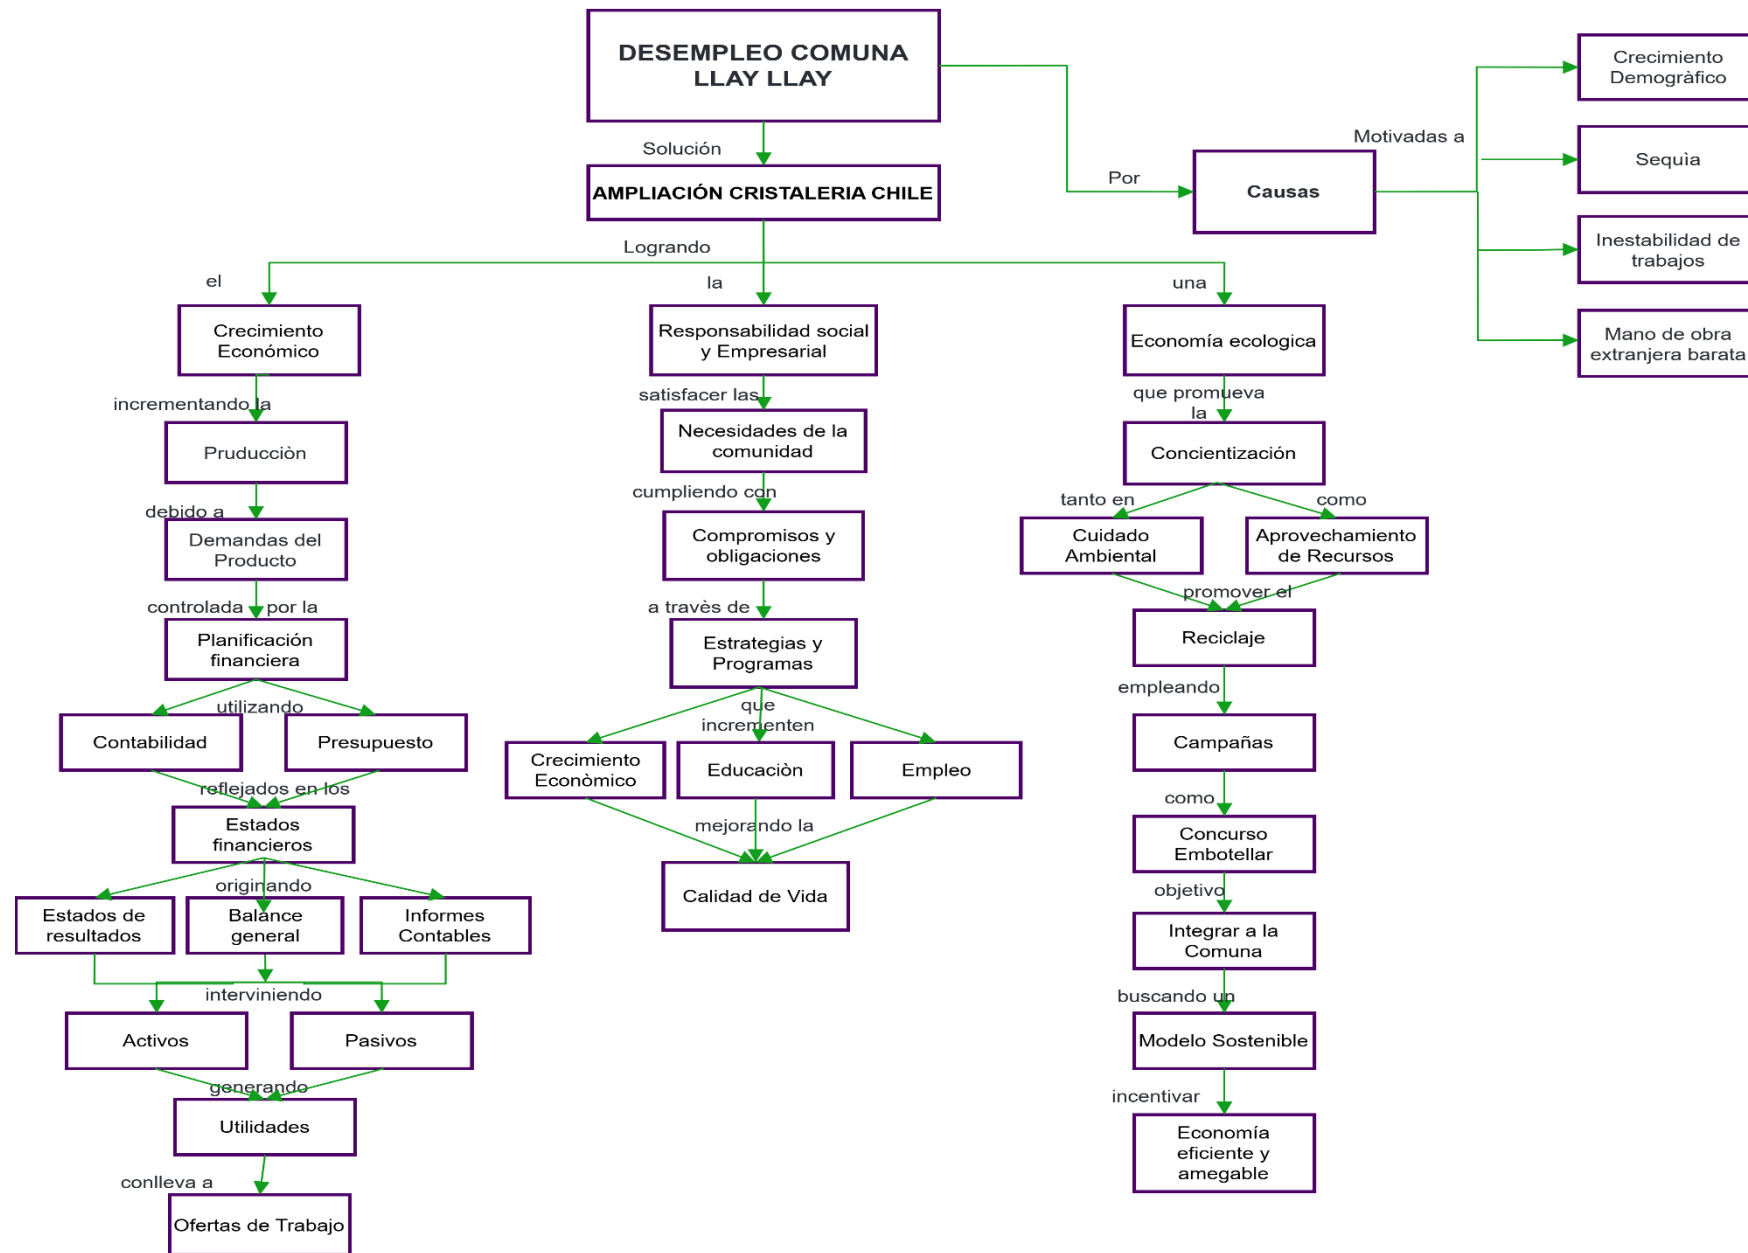 DESEMPLEO COMUNA
LLAY LLAY
Solución
AMPLIACIÓN CRISTALERIA CHILE
Por
Causas
Motivadas a
Crecimiento
Demogràfico
Sequìa
Inestabilidad de
trabajos
Mano de obra
extranjera barata
Logrando
el
Crecimiento
Económico
incrementando la
Pruducciòn
debido a
Demandas del
Producto
controlada por la
Planificación
financiera
utilizando
Contabilidad
Presupuesto
reflejados en los
Estados
financieros
originando
Estados de
resultados
Balance
general
Informes
Contables
interviniendo
Activos
Pasivos
generando
Utilidades
conlleva a
Ofertas de Trabajo
la
Responsabilidad social
y Empresarial
satisfacer las
Necesidades de la
comunidad
cumpliendo con
Compromisos y
obligaciones
a travès de
Estrategias y
Programas
que
incrementen
Crecimiento
Econòmico
Educaciòn
Empleo
mejorando la
Calidad de Vida
una
Economía ecologica
que promueva
la
Concientización
tanto en
como
Cuidado
Ambiental
Aprovechamiento
de Recursos
promover el
Reciclaje
empleando
Campañas
como
Concurso
Embotellar
objetivo
Integrar a la
Comuna
buscando un
Modelo Sostenible
incentivar
Economía
eficiente y
amegable